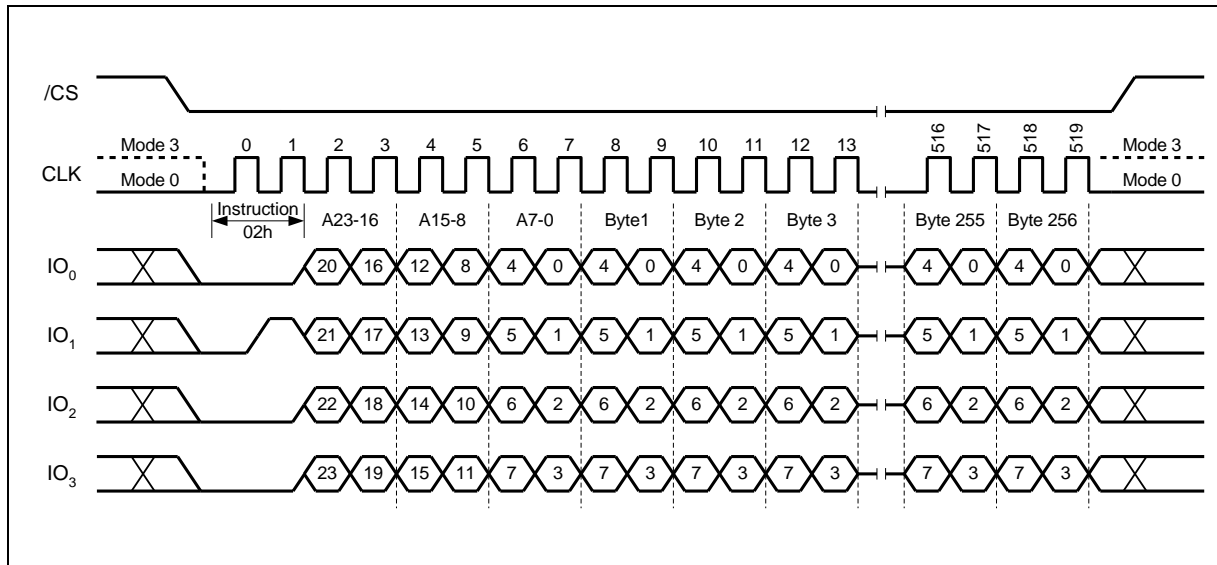 /CS
Mode 3 0 1 2 3 4 5 6 7 8 9 10 11 12 13 516 517 518 519 Mode 3
CLK
Mode 0 Mode 0
Instruction A23-16 A15-8 A7-0 Byte1 Byte 2 Byte 3 Byte 255 Byte 256
02h
IO0 20 16 12 8 4 0 4 0 4 0 4 0 4 0 4 0
IO1 21 17 13 9 5 1 5 1 5 1 5 1 5 1 5 1
IO2 22 18 14 10 6 2 6 2 6 2 6 2 6 2 6 2
IO3 23 19 15 11 7 3 7 3 7 3 7 3 7 3 7 3